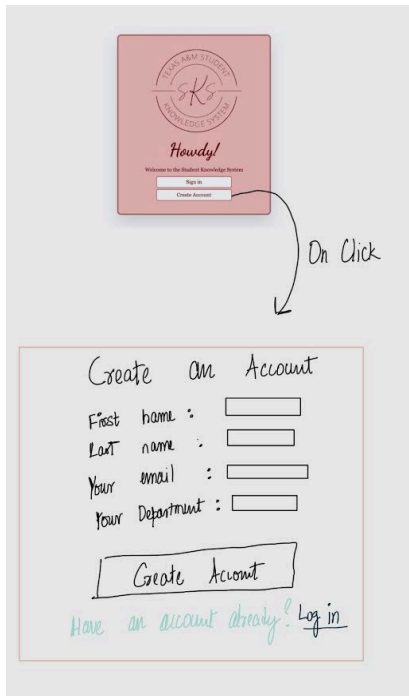 TEXAS A&M STUDENT
SKS
KNOWLEDGE SYSTEM
Howdy!
Welcome to the Student Knowledge System
Sign in
Create Account
On Click
Create an Account
First name :
Last name :
Your email :
Your Department :
Create Account
Have an account already? Log in